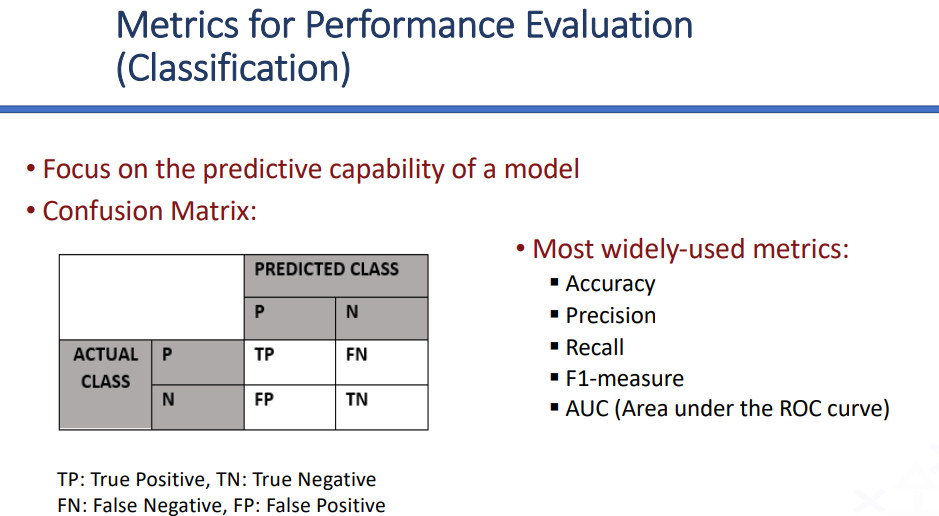 Metrics for Performance Evaluation
(Classification)
• Focus on the predictive capability of a model
• Confusion Matrix:
PREDICTED CLASS
P N
ACTUAL CLASS P TP FN
N FP TN
TP: True Positive, TN: True Negative
FN: False Negative, FP: False Positive
• Most widely-used metrics:
▪ Accuracy
▪ Precision
▪ Recall
▪ F1-measure
▪ AUC (Area under the ROC curve)